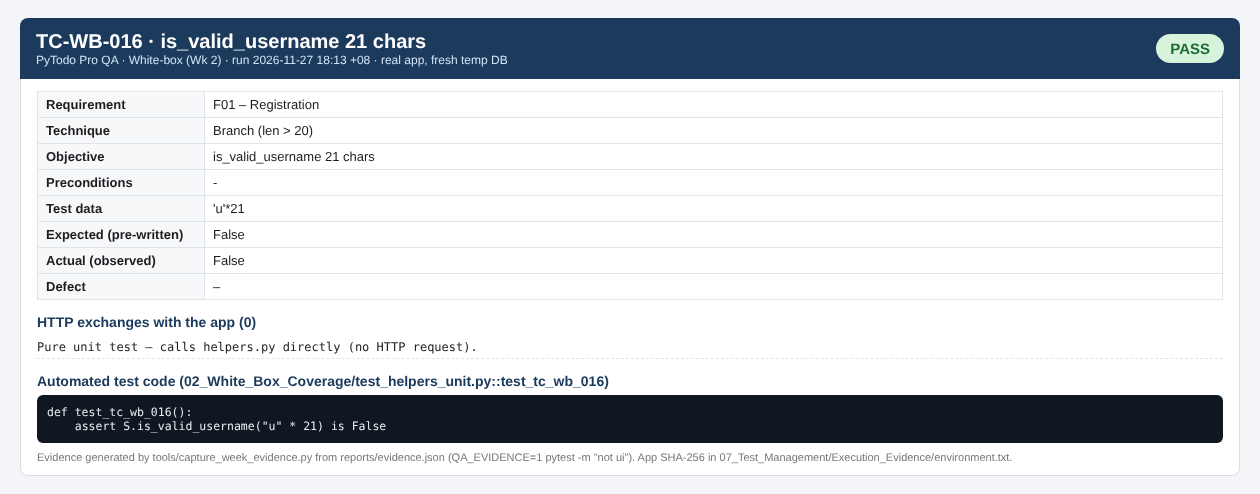 TC-WB-016 · is_valid_username 21 chars
PyTodo Pro QA · White-box (Wk 2) · run 2026-11-27 18:13 +08 · real app, fresh temp DB
PASS
Requirement F01 – Registration
Technique Branch (len > 20)
Objective is_valid_username 21 chars
Preconditions -
Test data 'u'*21
Expected (pre-written) False
Actual (observed) False
Defect –
HTTP exchanges with the app (0)
Pure unit test — calls helpers.py directly (no HTTP request).
Automated test code (02_White_Box_Coverage/test_helpers_unit.py::test_tc_wb_016)
def test_tc_wb_016():
    assert S.is_valid_username("u" * 21) is False
Evidence generated by tools/capture_week_evidence.py from reports/evidence.json (QA_EVIDENCE=1 pytest -m "not ui"). App SHA-256 in 07_Test_Management/Execution_Evidence/environment.txt.